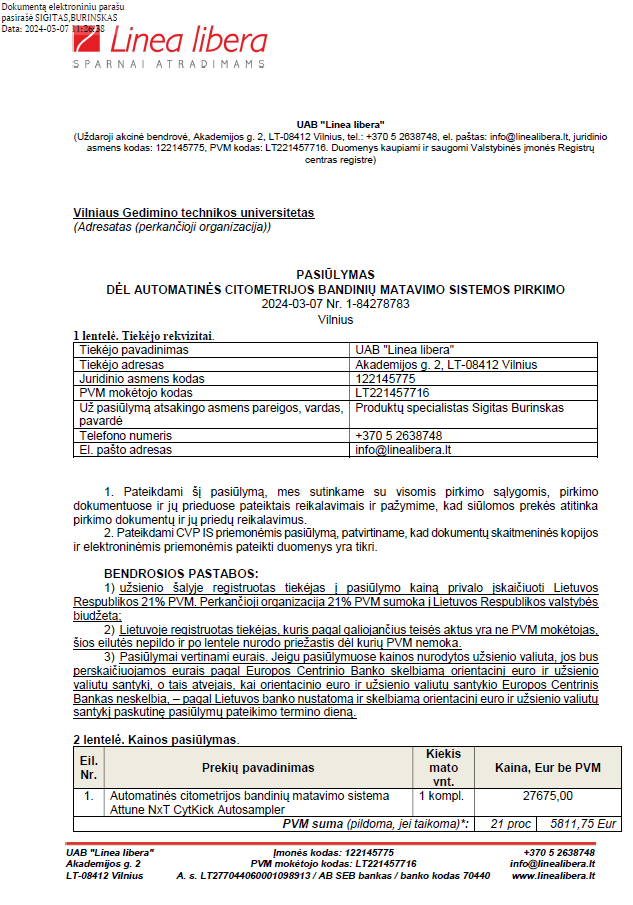 Dokumentą elektroniniu parašu
pasirašė SIGITAS,BURINSKAS
Data: 2024-03-07 11:26:38
Linea libera
SPARNAI ATRADIMAMS
UAB "Linea libera"
(Uždaroji akcinė bendrovė, Akademijos g. 2, LT-08412 Vilnius, tel.: +370 5 2638748, el. paštas: info@linealibera.lt, juridinio
asmens kodas: 122145775, PVM kodas: LT221457716. Duomenys kaupiami ir saugomi Valstybinės įmonės Registrų
centras registre)
Vilniaus Gedimino technikos universitetas
(Adresatas (perkančioji organizacija))
PASIŪLYMAS
DĖL AUTOMATINĖS CITOMETRIJOS BANDINIŲ MATAVIMO SISTEMOS PIRKIMO
2024-03-07 Nr. 1-84278783
Vilnius
1 lentelė. Tiekėjo rekvizitai.
Tiekėjo pavadinimas UAB "Linea libera"
Tiekėjo adresas Akademijos g. 2, LT-08412 Vilnius
Juridinio asmens kodas 122145775
PVM mokėtojo kodas LT221457716
Už pasiūlymą atsakingo asmens pareigos, vardas, Produktų specialistas Sigitas Burinskas
pavardė
Telefono numeris +370 5 2638748
El. pašto adresas info@linealibera.lt
1. Pateikdami šį pasiūlymą, mes sutinkame su visomis pirkimo sąlygomis, pirkimo
dokumentuose ir jų prieduose pateiktais reikalavimais ir pažymime, kad siūlomos prekės atitinka
pirkimo dokumentų ir jų priedų reikalavimus.
2. Pateikdami CVP IS priemonėmis pasiūlymą, patvirtiname, kad dokumentų skaitmeninės kopijos
ir elektroninėmis priemonėmis pateikti duomenys yra tikri.
BENDROSIOS PASTABOS:
1) užsienio šalyje registruotas tiekėjas į pasiūlymo kainą privalo įskaičiuoti Lietuvos
Respublikos 21% PVM. Perkančioji organizacija 21% PVM sumoka į Lietuvos Respublikos valstybės
biudžetą;
2) Lietuvoje registruotas tiekėjas, kuris pagal galiojančius teisės aktus yra ne PVM mokėtojas,
šios eilutės nepildo ir po lentele nurodo priežastis dėl kurių PVM nemoka.
3) Pasiūlymai vertinami eurais. Jeigu pasiūlymuose kainos nurodytos užsienio valiuta, jos bus
perskaičiuojamos eurais pagal Europos Centrinio Banko skelbiamą orientacinį euro ir užsienio
valiutų santykį, o tais atvejais, kai orientacinio euro ir užsienio valiutų santykio Europos Centrinis
Bankas neskelbia, – pagal Lietuvos banko nustatomą ir skelbiamą orientacinį euro ir užsienio valiutų
santykį paskutinę pasiūlymų pateikimo termino dieną.
2 lentelė. Kainos pasiūlymas.
Eil. Nr. Prekių pavadinimas Kiekis mato vnt. Kaina, Eur be PVM
1. Automatinės citometrijos bandinių matavimo sistema 1 kompl. 27675,00
Attune NxT CytKick Autosampler
PVM suma (pildoma, jei taikoma)*: 21 proc 5811,75 Eur
UAB "Linea libera" Įmonės kodas: 122145775 +370 5 2638748
Akademijos g. 2 PVM mokėtojo kodas: LT221457716 info@linealibera.lt
LT-08412 Vilnius A. s. LT277044060001098913 / AB SEB bankas / banko kodas 70440 www.linealibera.lt